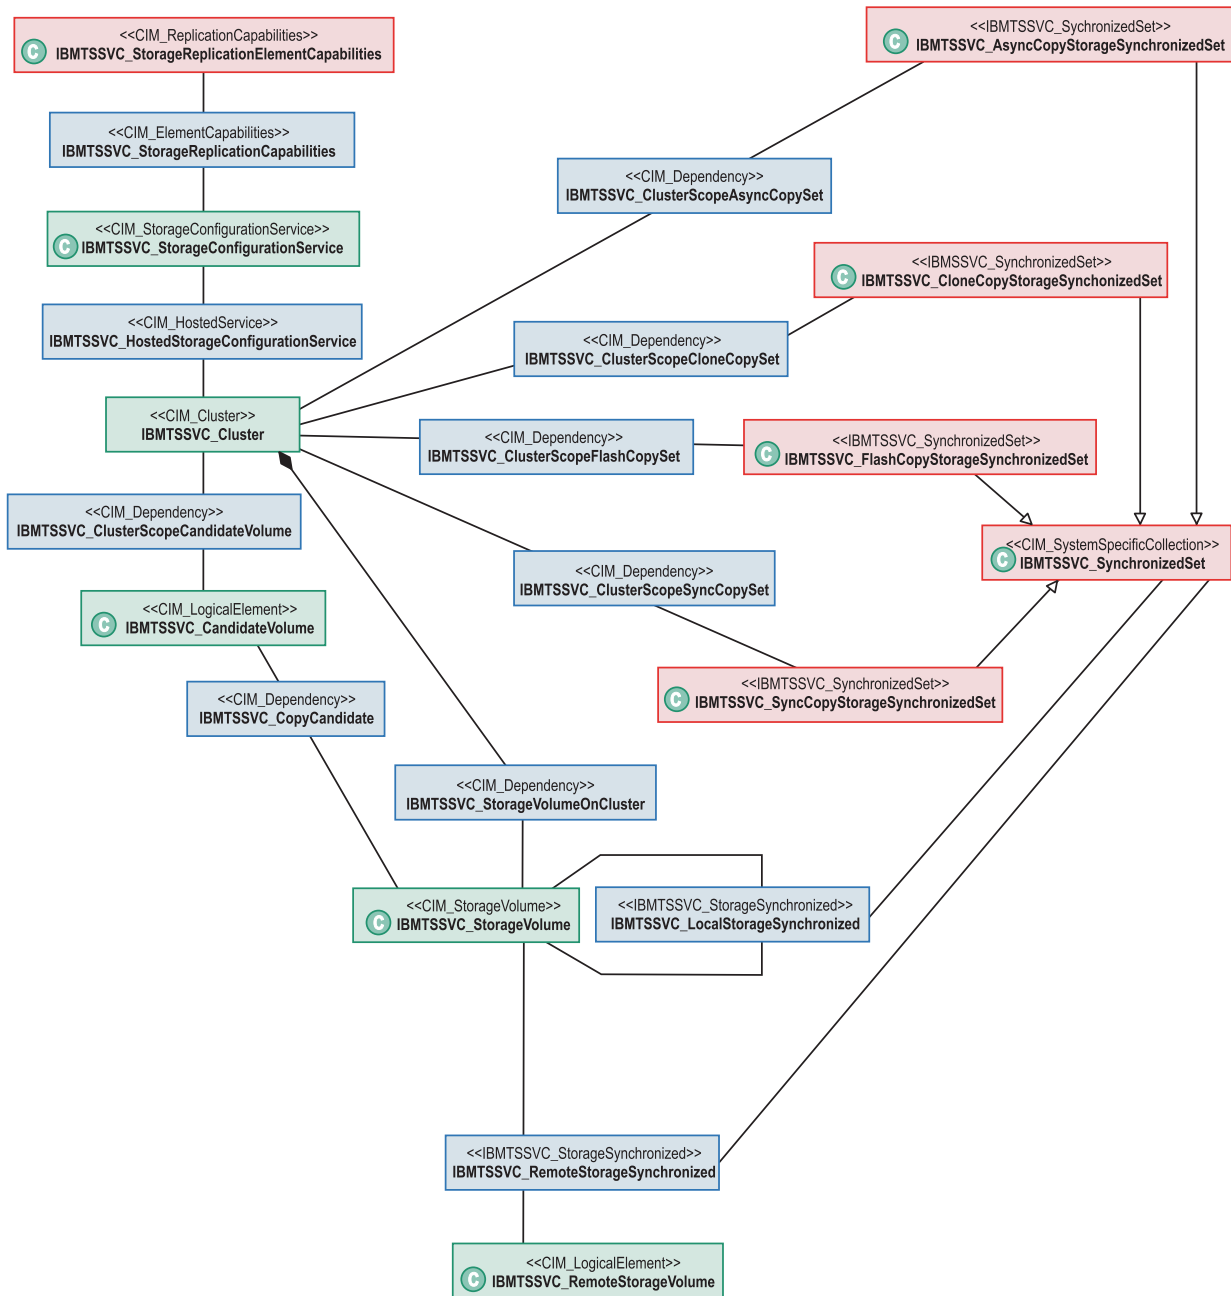 <<CIM_ReplicationCapabilities>>
C
IBMTSSVC_StorageReplicationElementCapabilities
<<IBMTSSVC_SychronizedSet>>
C
IBMTSSVC_AsyncCopyStorageSynchronizedSet
<<CIM_ElementCapabilities>>
IBMTSSVC_StorageReplicationCapabilities
<<CIM_Dependency>>
IBMTSSVC_ClusterScopeAsyncCopySet
<<CIM_StorageConfigurationService>>
C
IBMTSSVC_StorageConfigurationService
<<IBMSSVC_SynchronizedSet>>
C
IBMTSSVC_CloneCopyStorageSynchonizedSet
<<CIM_HostedService>>
IBMTSSVC_HostedStorageConfigurationService
<<CIM_Dependency>>
IBMTSSVC_ClusterScopeCloneCopySet
<<CIM_Cluster>>
IBMTSSVC_Cluster
<<CIM_Dependency>>
IBMTSSVC_ClusterScopeFlashCopySet
<<IBMTSSVC_SynchronizedSet>>
C
IBMTSSVC_FlashCopyStorageSynchronizedSet
<<CIM_Dependency>>
IBMTSSVC_ClusterScopeCandidateVolume
<<CIM_SystemSpecificCollection>>
C
IBMTSSVC_SynchronizedSet
<<CIM_Dependency>>
IBMTSSVC_ClusterScopeSyncCopySet
<<CIM_LogicalElement>>
C
IBMTSSVC_CandidateVolume
<<IBMTSSVC_SynchronizedSet>>
C
IBMTSSVC_SyncCopyStorageSynchronizedSet
<<CIM_Dependency>>
IBMTSSVC_CopyCandidate
<<CIM_Dependency>>
IBMTSSVC_StorageVolumeOnCluster
<<CIM_StorageVolume>>
C
IBMTSSVC_StorageVolume
<<IBMTSSVC_StorageSynchronized>>
IBMTSSVC_LocalStorageSynchronized
<<IBMTSSVC_StorageSynchronized>>
IBMTSSVC_RemoteStorageSynchronized
<<CIM_LogicalElement>>
C
IBMTSSVC_RemoteStorageVolume